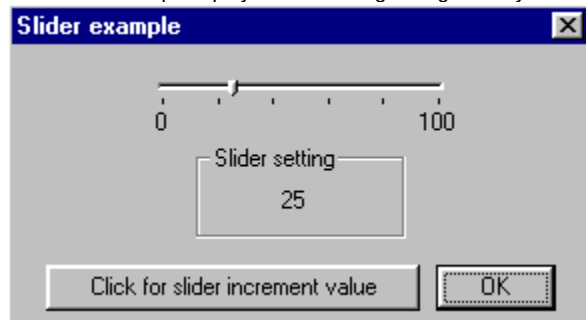 Slider example
0 100
Slider setting
25
Click for slider increment value OK